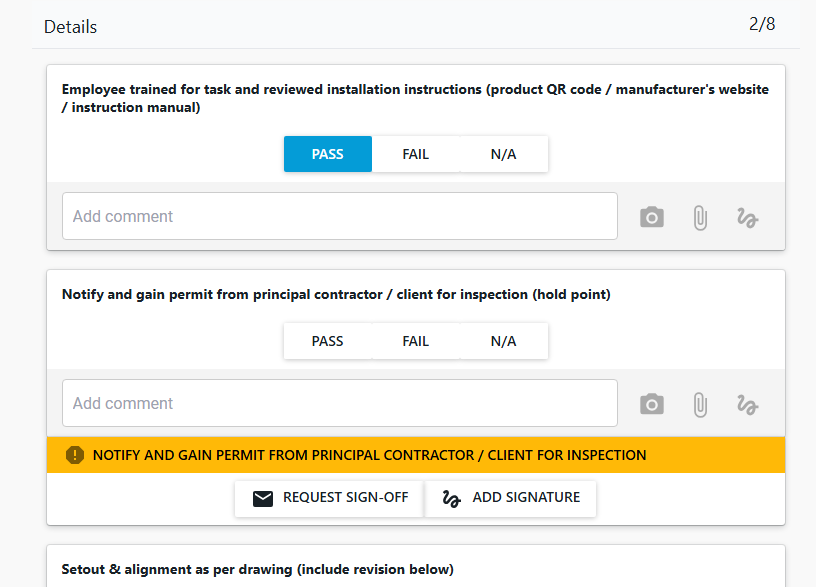 Details
2/8
Employee trained for task and reviewed installation instructions (product QR code / manufacturer's website
/ instruction manual)
PASS
FAIL
N/A
Add comment
Notify and gain permit from principal contractor / client for inspection (hold point)
PASS
FAIL
N/A
Add comment
NOTIFY AND GAIN PERMIT FROM PRINCIPAL CONTRACTOR / CLIENT FOR INSPECTION
REQUEST SIGN-OFF
ADD SIGNATURE
Setout & alignment as per drawing (include revision below)